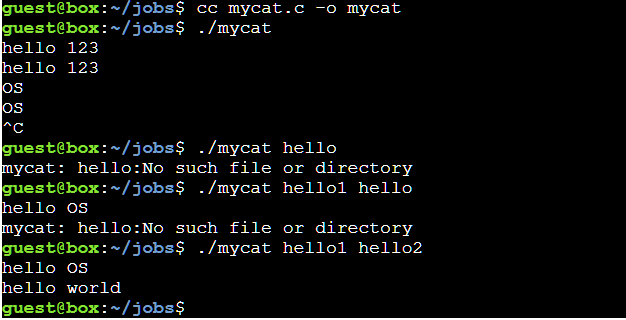 guest@box:~/jobs$ cc mycat.c -o mycat
guest@box:~/jobs$ ./mycat
hello 123
hello 123
OS
OS
^C
guest@box:~/jobs$ ./mycat hello
mycat: hello:No such file or directory
guest@box:~/jobs$ ./mycat hello1 hello
hello OS
mycat: hello:No such file or directory
guest@box:~/jobs$ ./mycat hello1 hello2
hello OS
hello world
guest@box:~/jobs$